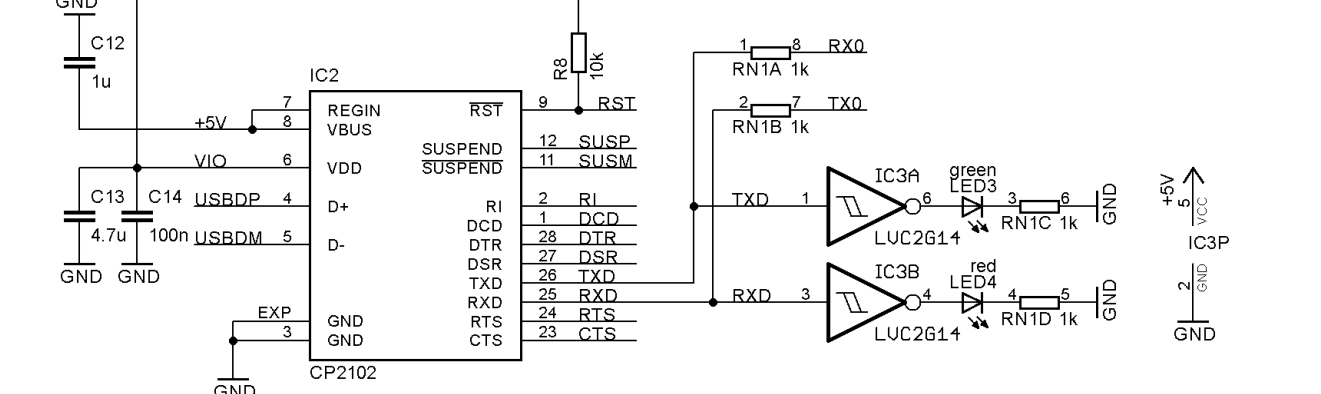 GND
C12
1u
R8
10k
1 8 RX0
RN1A 1k
2 7 TX0
RN1B 1k
IC2
7 REGIN RST 9 RST
+5V 8 VBUS
SUSPEND 12 SUSP
VIO 6 VDD SUSPEND 11 SUSM
C13 C14
4.7u 100n
USBDP 4 D+ RI 2 RI
DCD 1 DCD
USBDM 5 D- DTR 28 DTR
DSR 27 DSR
TXD 26 TXD
RXD 25 RXD
EXP GND RTS 24 RTS
3 GND CTS 23 CTS
GND GND
GND
CP2102
TXD 1 IC3A 6
LVC2G14
green
LED3
3 6 GND
RN1C 1k
RXD 3 IC3B 4
LVC2G14
red
LED4
4 5 GND
RN1D 1k
+5V
5 VCC
IC3P
2 GND
GND